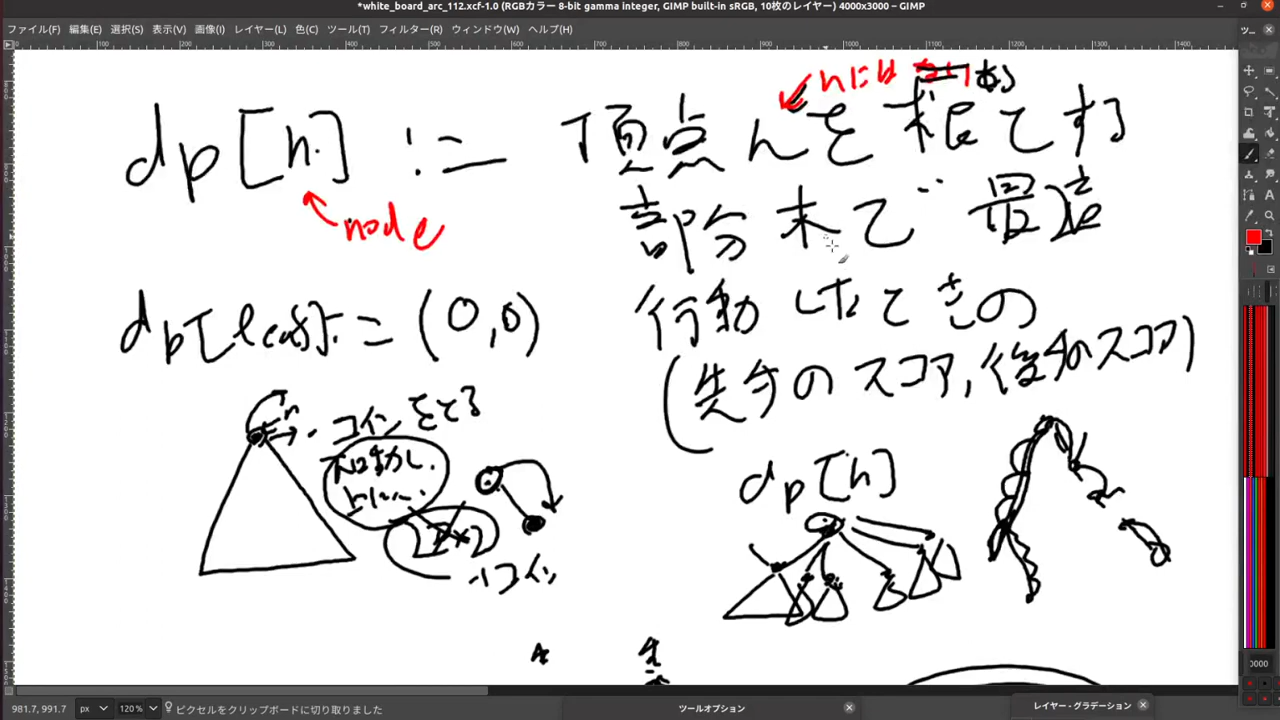 *white_board_arc_112.xcf-1.0 (RGBカラー 8-bit gamma integer, GIMP built-in sRGB, 10枚のレイヤー) 4000x3000 – GIMP
ファイル(F) 編集(E) 選択(S) 表示(V) 画像(I) レイヤー(L) 色(C) ツール(T) フィルター(R) ウィンドウ(W) ヘルプ(H)
ツ...
nには ある
dp[n] := 頂点nを根とする
node
部分木で最適
dp[leaf] = (0,0)
行動したときの
(先手のスコア, 後手のスコア)
コインをとる
dp[n]
コイン
981.7, 991.7 px 120% ピクセルをクリップボードに切り取りました
ツールオプション
レイヤー - グラデーション